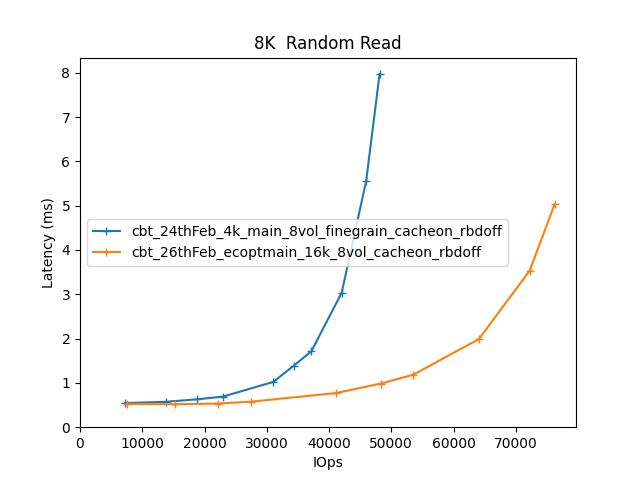 8K  Random Read
8
7
6
5
4
3
2
1
0
Latency (ms)
cbt_24thFeb_4k_main_8vol_finegrain_cacheon_rbdoff
cbt_26thFeb_ecoptmain_16k_8vol_cacheon_rbdoff
0 10000 20000 30000 40000 50000 60000 70000
IOps